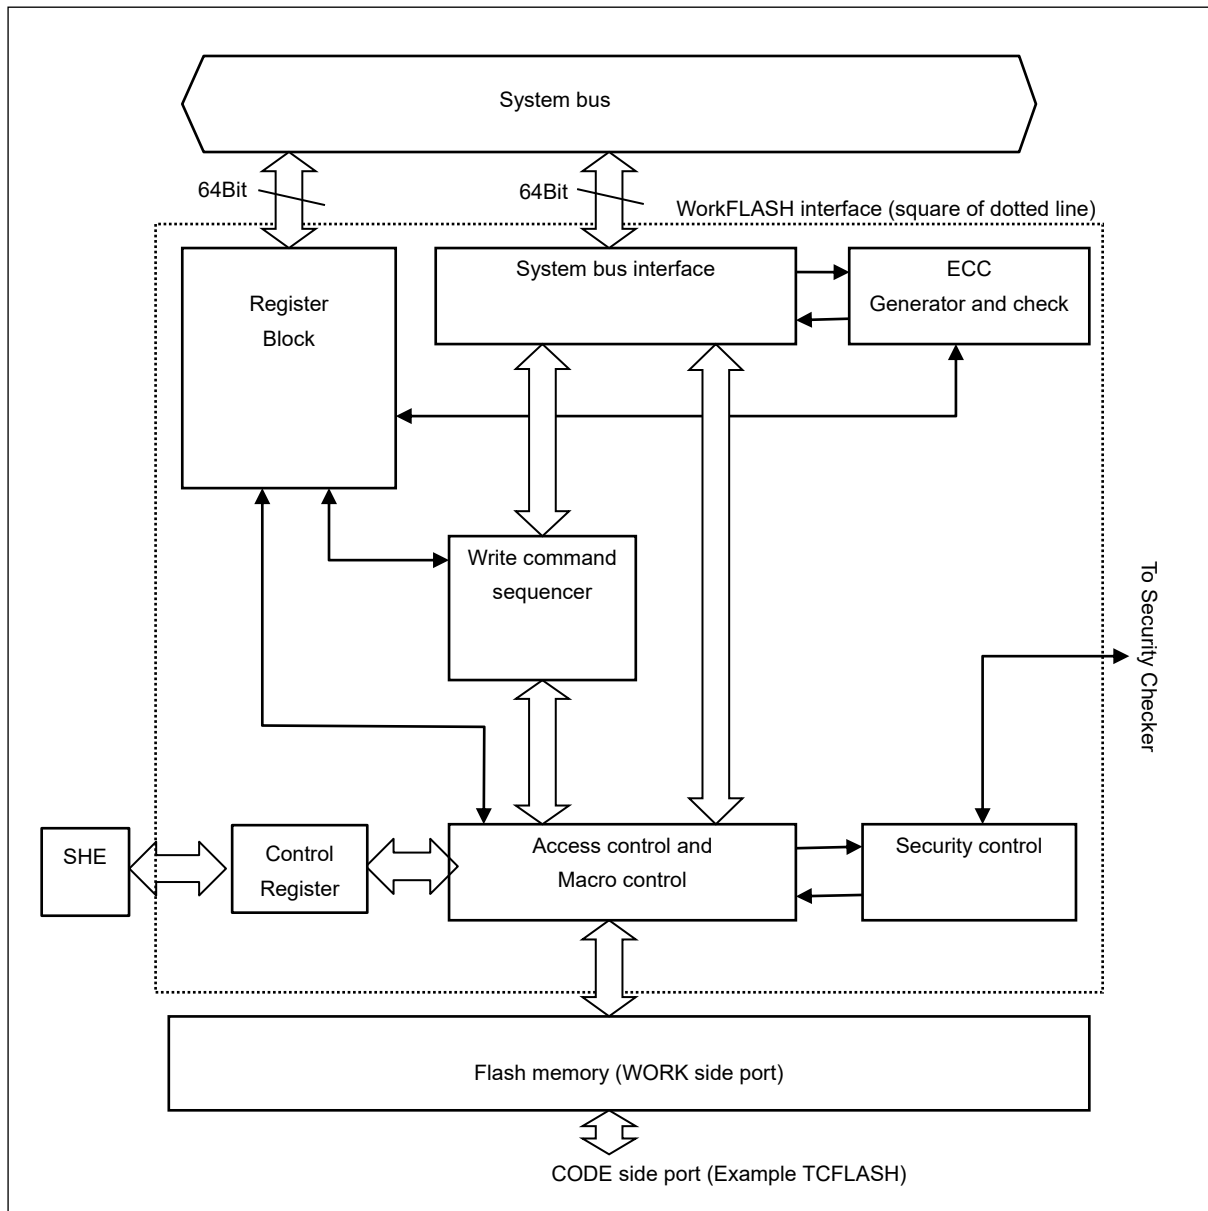 System bus
64Bit
64Bit
WorkFLASH interface (square of dotted line)
Register
Block
System bus interface
ECC
Generator and check
Write command
sequencer
To Security Checker
SHE
Control
Register
Access control and
Macro control
Security control
Flash memory (WORK side port)
CODE side port (Example TCFLASH)